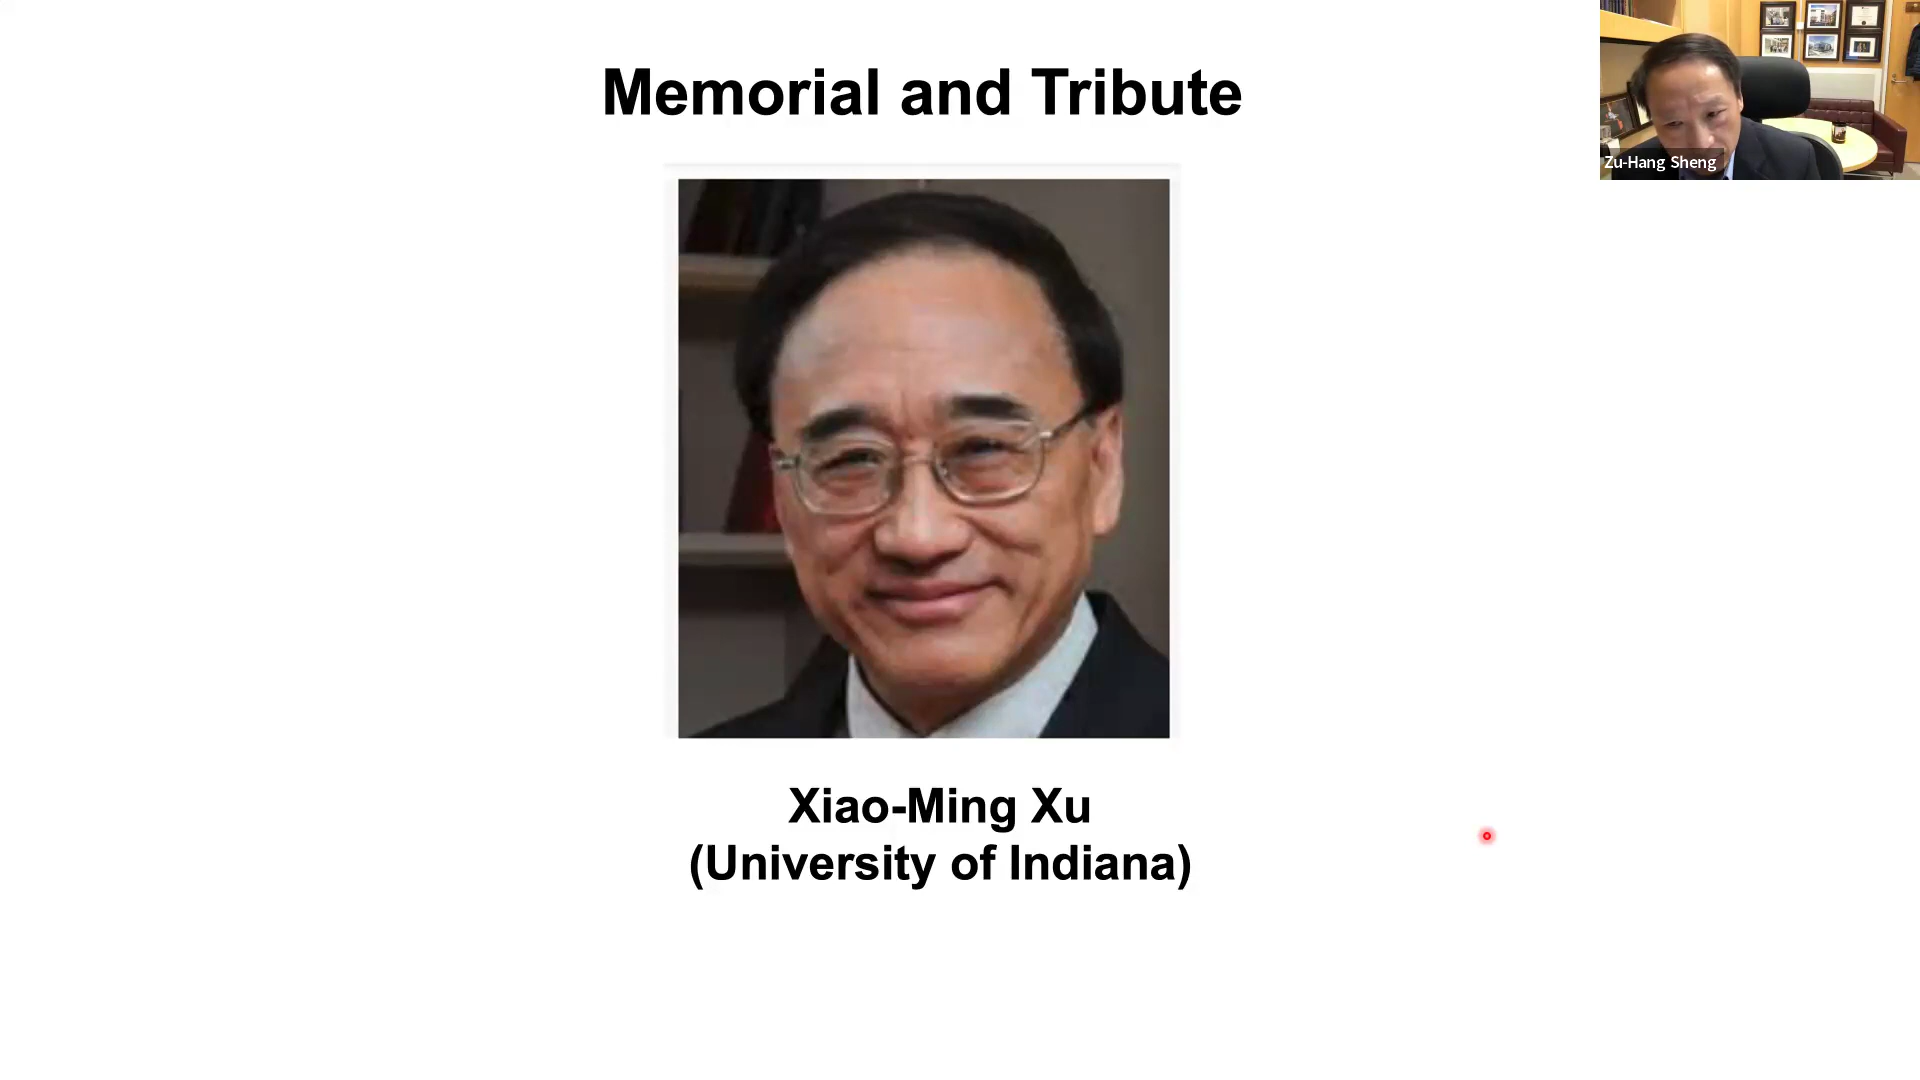 Memorial and Tribute
Zu-Hang Sheng
Xiao-Ming Xu
(University of Indiana)